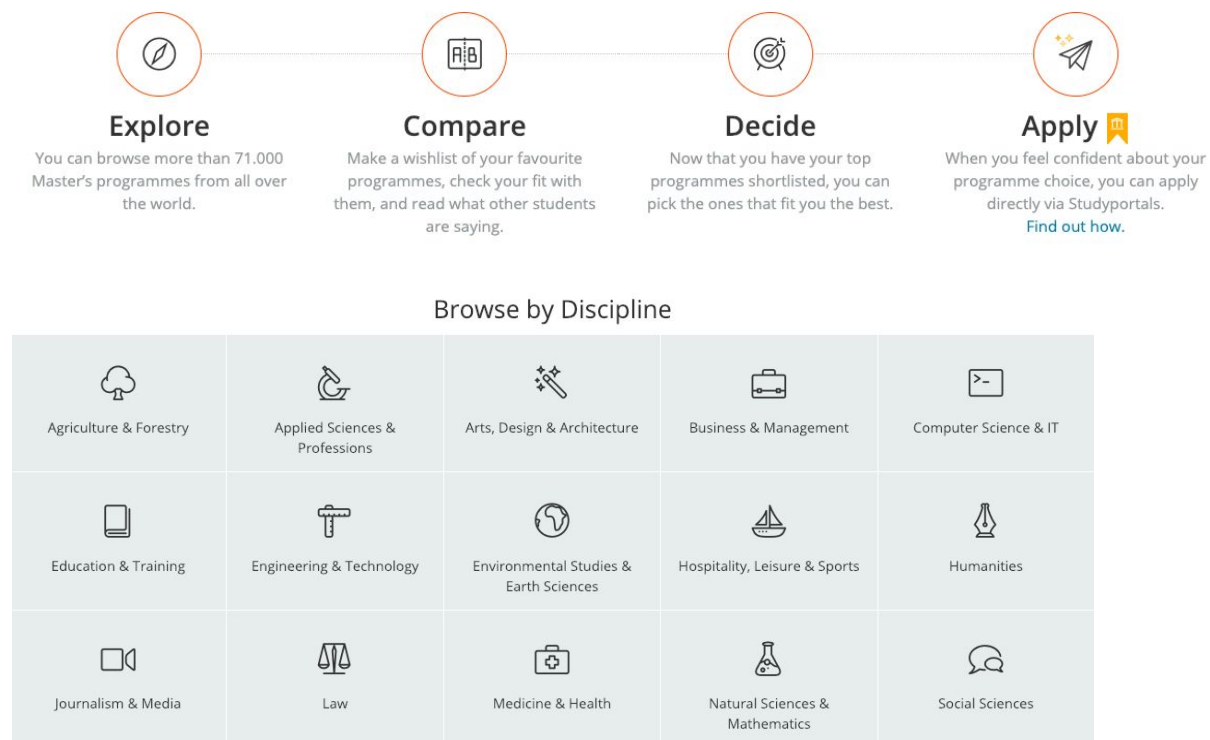 A B
Explore
Compare
Decide
Apply
You can browse more than 71.000
Master's programmes from all over
the world.
Make a wishlist of your favourite
programmes, check your fit with
them, and read what other students
are saying.
Now that you have your top
programmes shortlisted, you can
pick the ones that fit you the best.
When you feel confident about your
programme choice, you can apply
directly via Studyportals.
Find out how.
Browse by Discipline
Agriculture & Forestry
Applied Sciences &
Professions
Arts, Design & Architecture
Business & Management
Computer Science & IT
Education & Training
Engineering & Technology
Environmental Studies &
Earth Sciences
Hospitality, Leisure & Sports
Humanities
Journalism & Media
Law
Medicine & Health
Natural Sciences &
Mathematics
Social Sciences